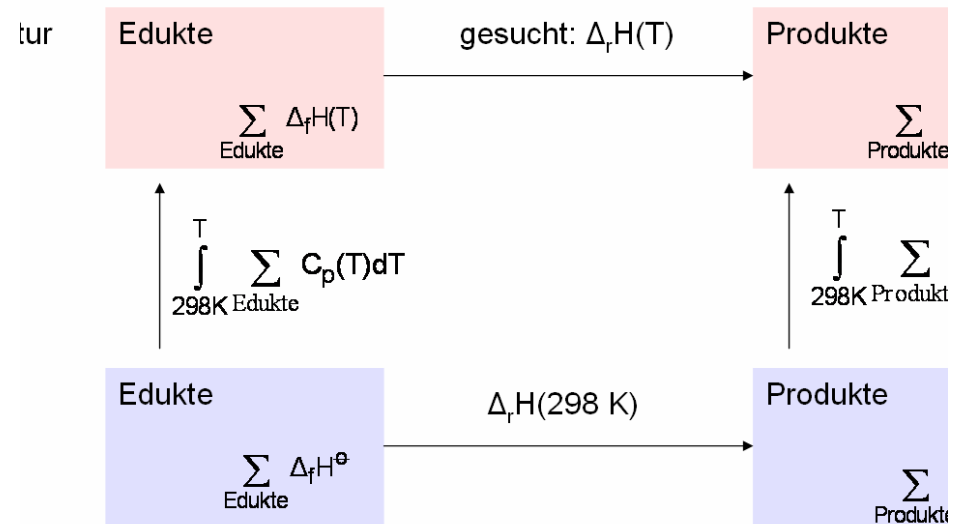 tur Edukte gesucht: ΔrH(T) Produkte
∑ ΔfH(T) ∑
Edukte Produkte
T T
∫ ∑ Cp(T)dT ∫ ∑
298K Edukte 298K Produkt
Edukte ΔrH(298 K) Produkte
∑ ΔfH⊖ ∑
Edukte Produkte